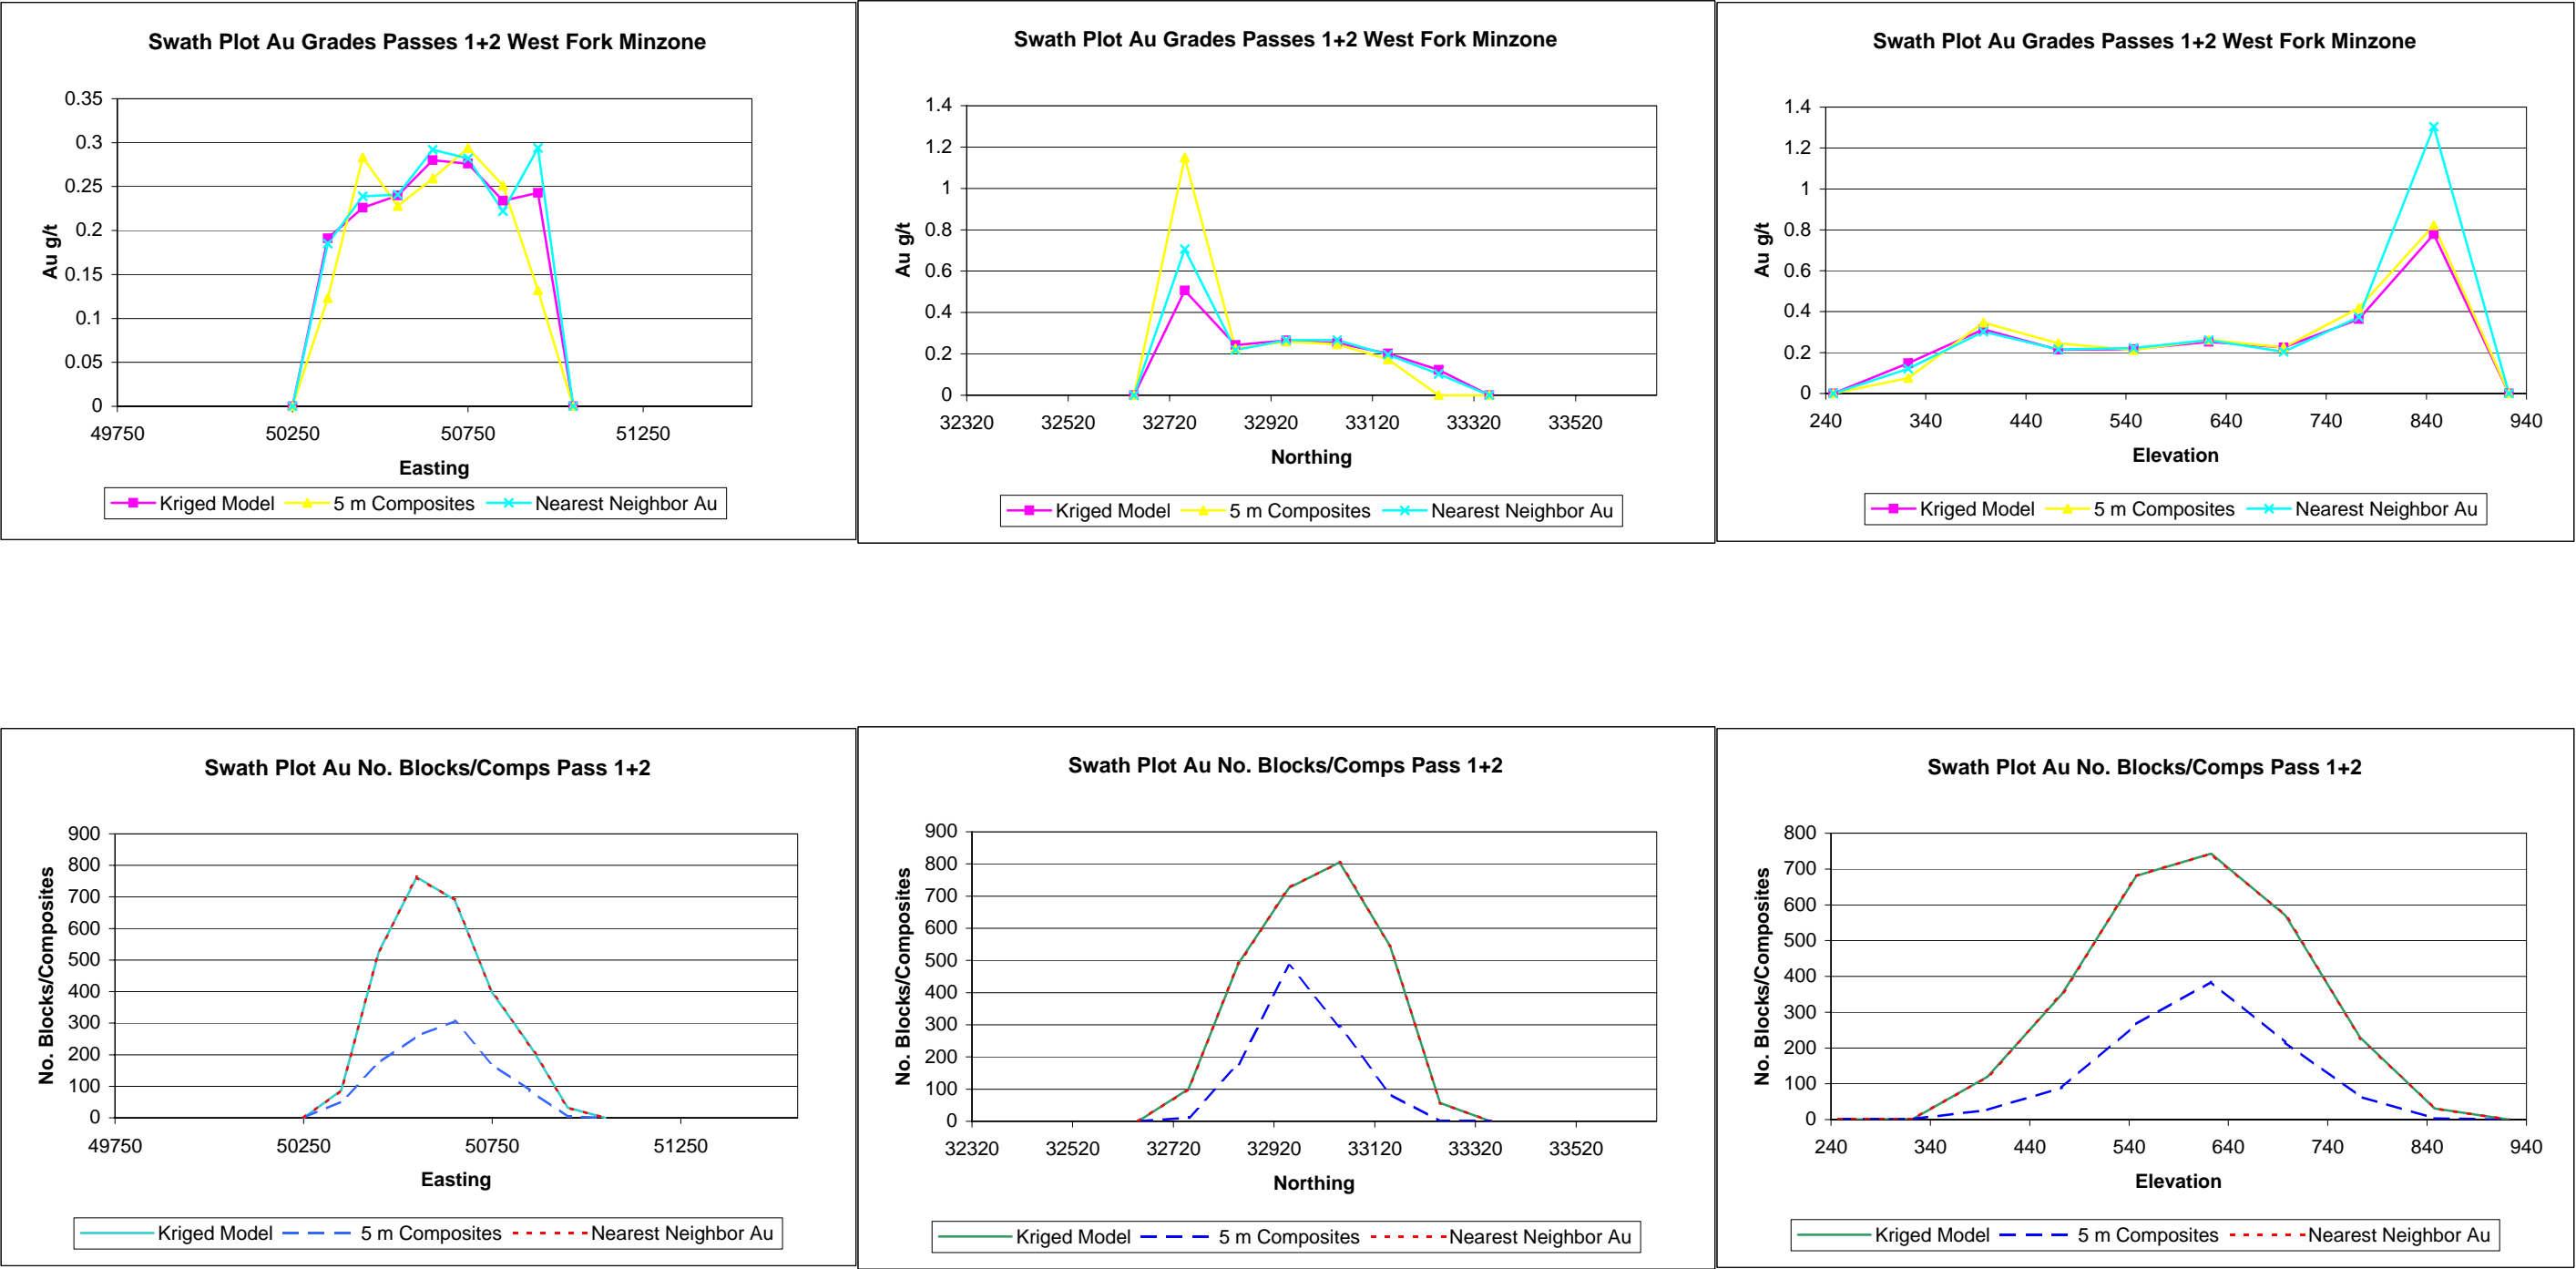 Swath Plot Au Grades Passes 1+2 West Fork Minzone
0.35
0.3
0.25
0.2
0.15
0.1
0.05
0
Au g/t
49750 50250 50750 51250
Easting
Kriged Model 5 m Composites Nearest Neighbor Au
Swath Plot Au Grades Passes 1+2 West Fork Minzone
1.4
1.2
1
0.8
0.6
0.4
0.2
0
Au g/t
32320 32520 32720 32920 33120 33320 33520
Northing
Kriged Model 5 m Composites Nearest Neighbor Au
Swath Plot Au Grades Passes 1+2 West Fork Minzone
1.4
1.2
1
0.8
0.6
0.4
0.2
0
Au g/t
240 340 440 540 640 740 840 940
Elevation
Kriged Model 5 m Composites Nearest Neighbor Au
Swath Plot Au No. Blocks/Comps Pass 1+2
900
800
700
600
500
400
300
200
100
0
No. Blocks/Composites
49750 50250 50750 51250
Easting
Kriged Model 5 m Composites Nearest Neighbor Au
Swath Plot Au No. Blocks/Comps Pass 1+2
900
800
700
600
500
400
300
200
100
0
No. Blocks/Composites
32320 32520 32720 32920 33120 33320 33520
Northing
Kriged Model 5 m Composites Nearest Neighbor Au
Swath Plot Au No. Blocks/Comps Pass 1+2
800
700
600
500
400
300
200
100
0
No. Blocks/Composites
240 340 440 540 640 740 840 940
Elevation
Kriged Model 5 m Composites Nearest Neighbor Au